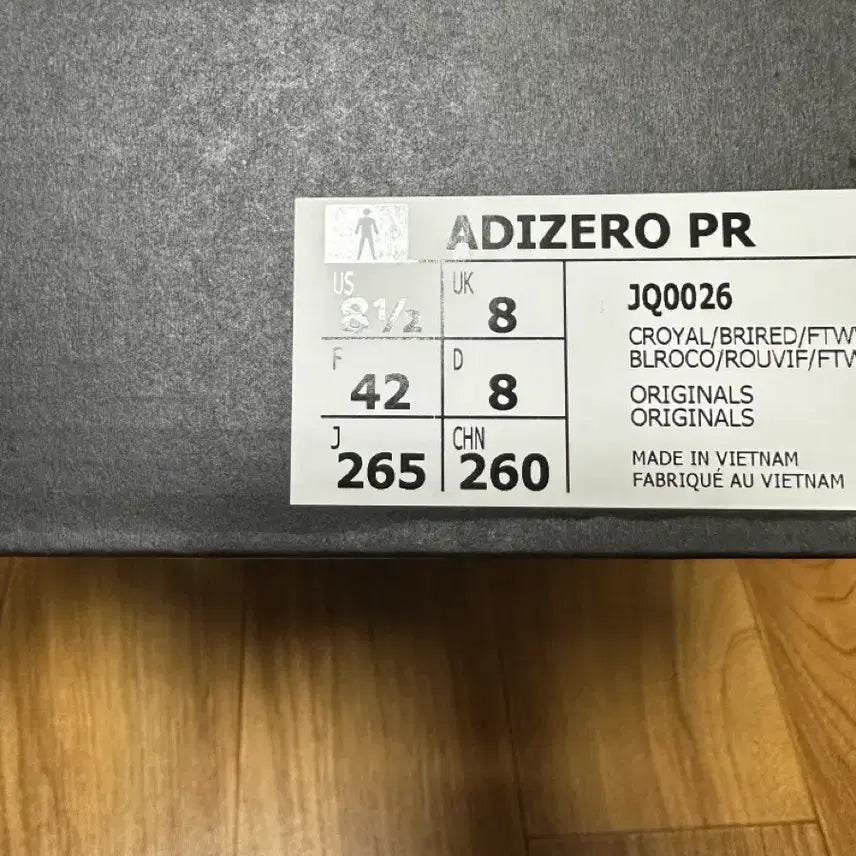 ADIZERO PR
US 8½ UK 8
F 42 D 8
J 265 CHN 260
JQ0026
CROYAL/BRIRED/FTW
BLROCO/ROUVIF/FTW
ORIGINALS
ORIGINALS
MADE IN VIETNAM
FABRIQUÉ AU VIETNAM